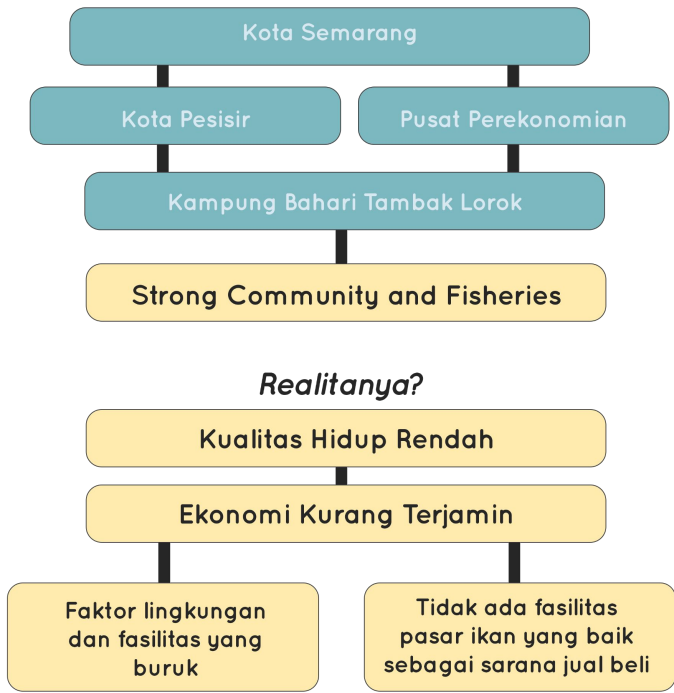 Kota Semarang
Kota Pesisir
Pusat Perekonomian
Kampung Bahari Tambak Lorok
Strong Community and Fisheries
Realitanya?
Kualitas Hidup Rendah
Ekonomi Kurang Terjamin
Faktor lingkungan
dan fasilitas yang
buruk
Tidak ada fasilitas
pasar ikan yang baik
sebagai sarana jual beli